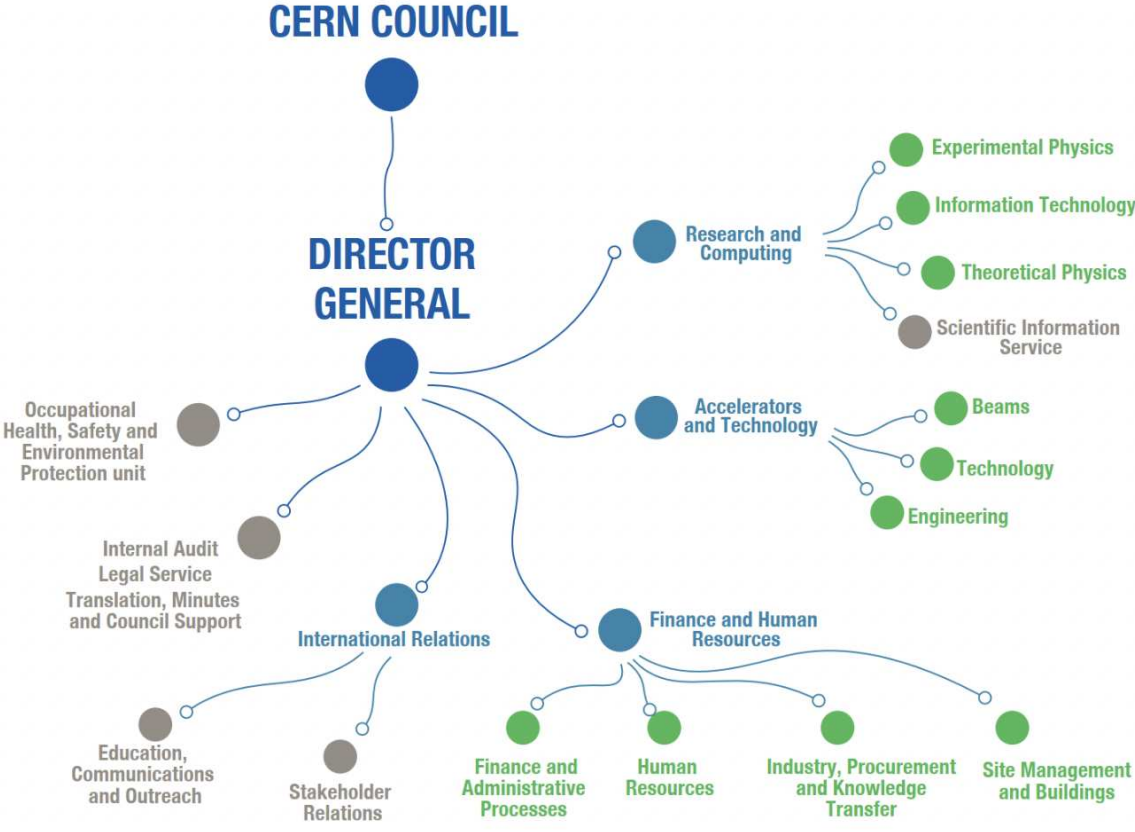 CERN COUNCIL
DIRECTOR
GENERAL
Research and
Computing
Experimental Physics
Information Technology
Theoretical Physics
Scientific Information
Service
Accelerators
and Technology
Beams
Technology
Engineering
Occupational
Health, Safety and
Environmental
Protection unit
Internal Audit
Legal Service
Translation, Minutes
and Council Support
International Relations
Education,
Communications
and Outreach
Stakeholder
Relations
Finance and Human
Resources
Finance and
Administrative
Processes
Human
Resources
Industry, Procurement
and Knowledge
Transfer
Site Management
and Buildings